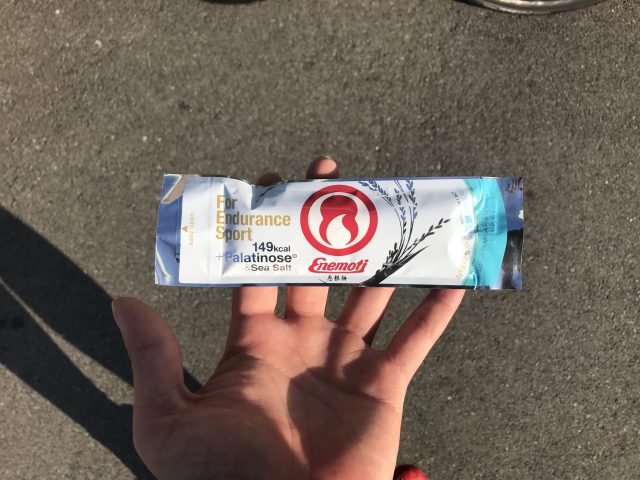 For
Endurance
Sport
149kcal
+Palatinose®
&Sea Salt
Enemoti